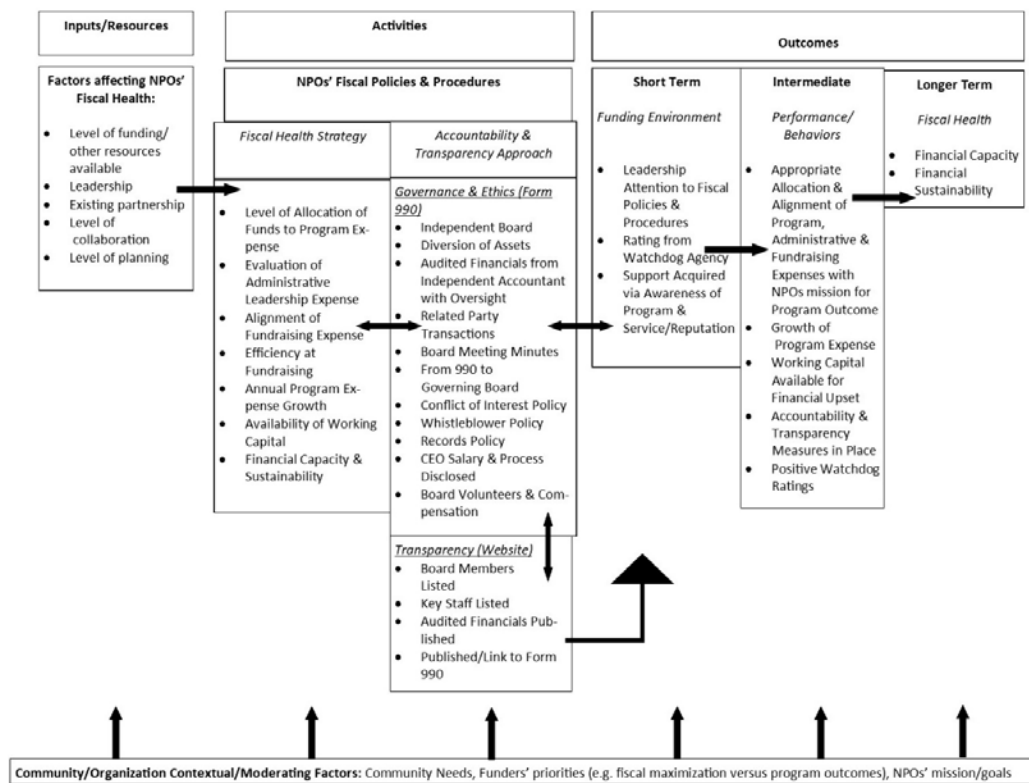 Inputs/Resources
Activities
Outcomes
Factors affecting NPOs'
Fiscal Health:
• Level of funding/
other resources
available
• Leadership
• Existing partnership
• Level of
collaboration
• Level of planning
NPOs' Fiscal Policies & Procedures
Fiscal Health Strategy
• Level of Allocation of
Funds to Program Ex-
pense
• Evaluation of
Administrative
Leadership Expense
• Alignment of
Fundraising Expense
• Efficiency at
Fundraising
• Annual Program Ex-
pense Growth
• Availability of Working
Capital
• Financial Capacity &
Sustainability
Accountability &
Transparency Approach
Governance & Ethics (Form
990)
• Independent Board
• Diversion of Assets
• Audited Financials from
Independent Accountant
with Oversight
• Related Party
Transactions
• Board Meeting Minutes
• From 990 to
Governing Board
• Conflict of Interest Policy
• Whistleblower Policy
• Records Policy
• CEO Salary & Process
Disclosed
• Board Volunteers & Com-
pensation
Transparency (Website)
• Board Members
Listed
• Key Staff Listed
• Audited Financials Pub-
lished
• Published/Link to Form
990
Short Term
Funding Environment
• Leadership
Attention to Fiscal
Policies &
Procedures
• Rating from
Watchdog Agency
• Support Acquired
via Awareness of
Program &
Service/Reputation
Intermediate
Performance/
Behaviors
• Appropriate
Allocation &
Alignment of
Program,
Administrative &
Fundraising
Expenses with
NPOs mission for
Program Outcome
• Growth of
Program Expense
• Working Capital
Available for
Financial Upset
• Accountability &
Transparency
Measures in Place
• Positive Watchdog
Ratings
Longer Term
Fiscal Health
• Financial Capacity
• Financial
Sustainability
Community/Organization Contextual/Moderating Factors: Community Needs, Funders' priorities (e.g. fiscal maximization versus program outcomes), NPOs' mission/goals